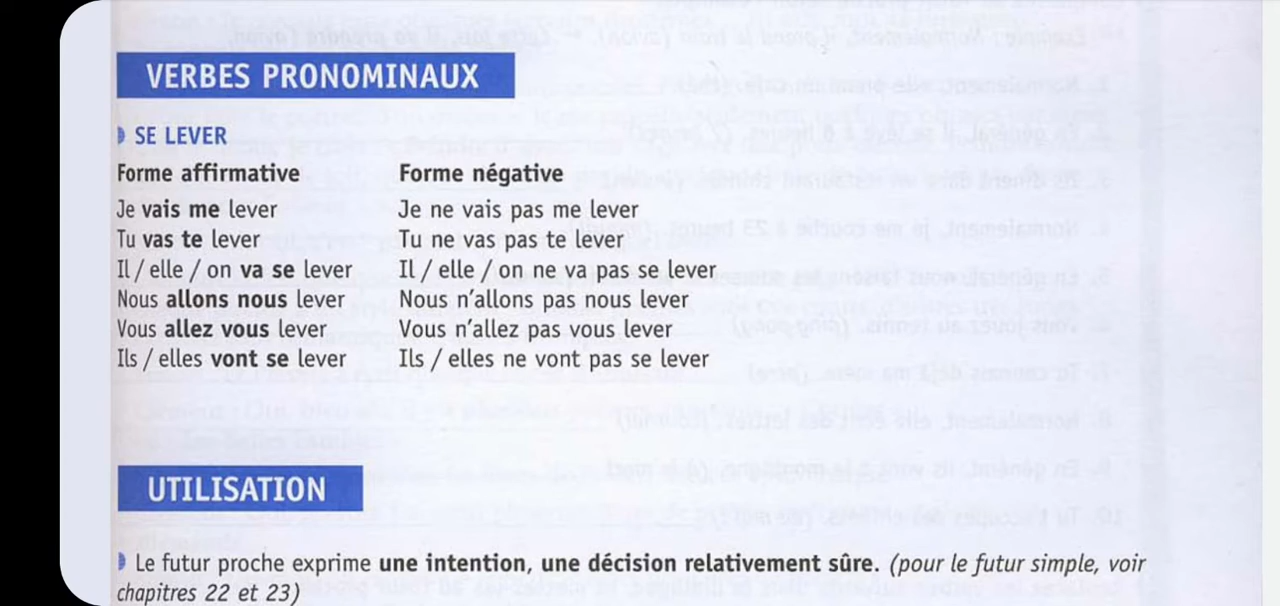 VERBES PRONOMINAUX
SE LEVER
Forme affirmative Forme négative
Je vais me lever Je ne vais pas me lever
Tu vas te lever Tu ne vas pas te lever
Il / elle / on va se lever Il / elle / on ne va pas se lever
Nous allons nous lever Nous n'allons pas nous lever
Vous allez vous lever Vous n'allez pas vous lever
Ils / elles vont se lever Ils / elles ne vont pas se lever
UTILISATION
Le futur proche exprime une intention, une décision relativement sûre. (pour le futur simple, voir
chapitres 22 et 23)